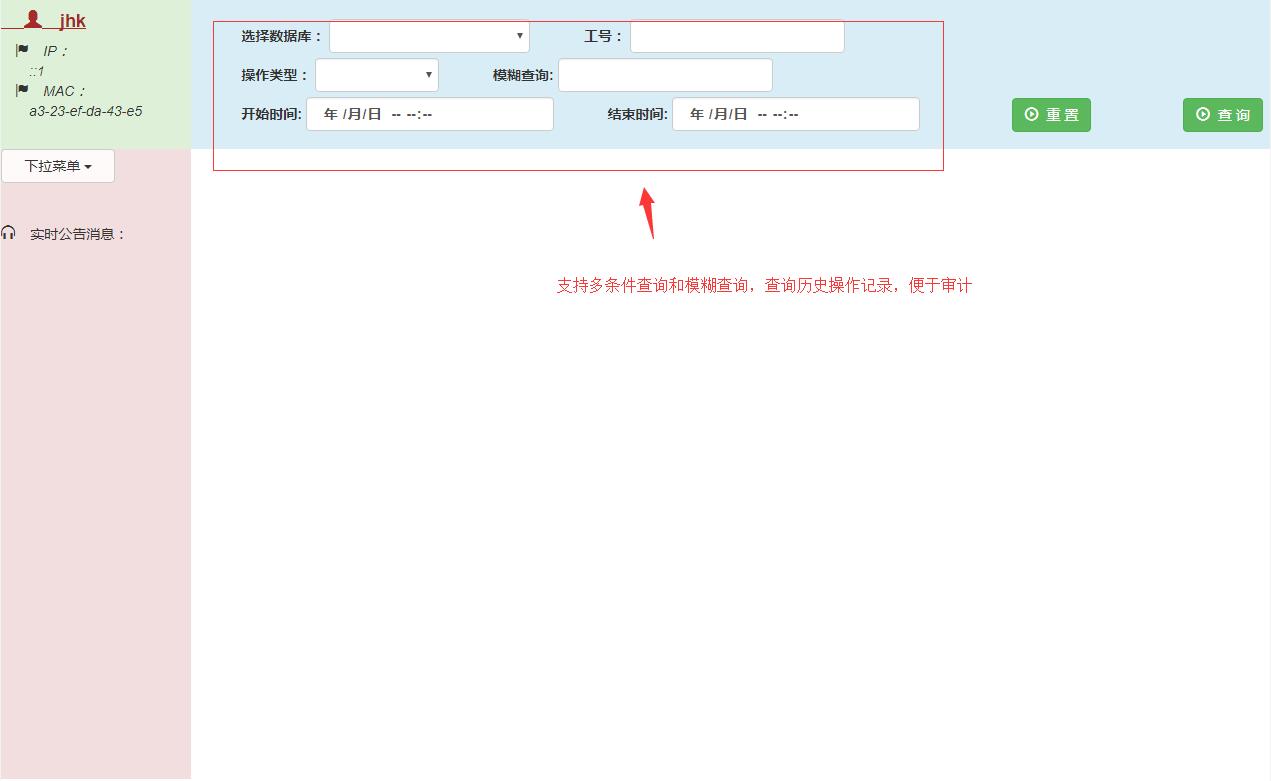 jhk
IP：
::1
MAC：
a3-23-ef-da-43-e5
选择数据库： 工号：
操作类型： 模糊查询:
开始时间: 年 /月/日 -- --:-- 结束时间: 年 /月/日 -- --:-- 重 置 查 询
下拉菜单
实时公告消息：
支持多条件查询和模糊查询，查询历史操作记录，便于审计